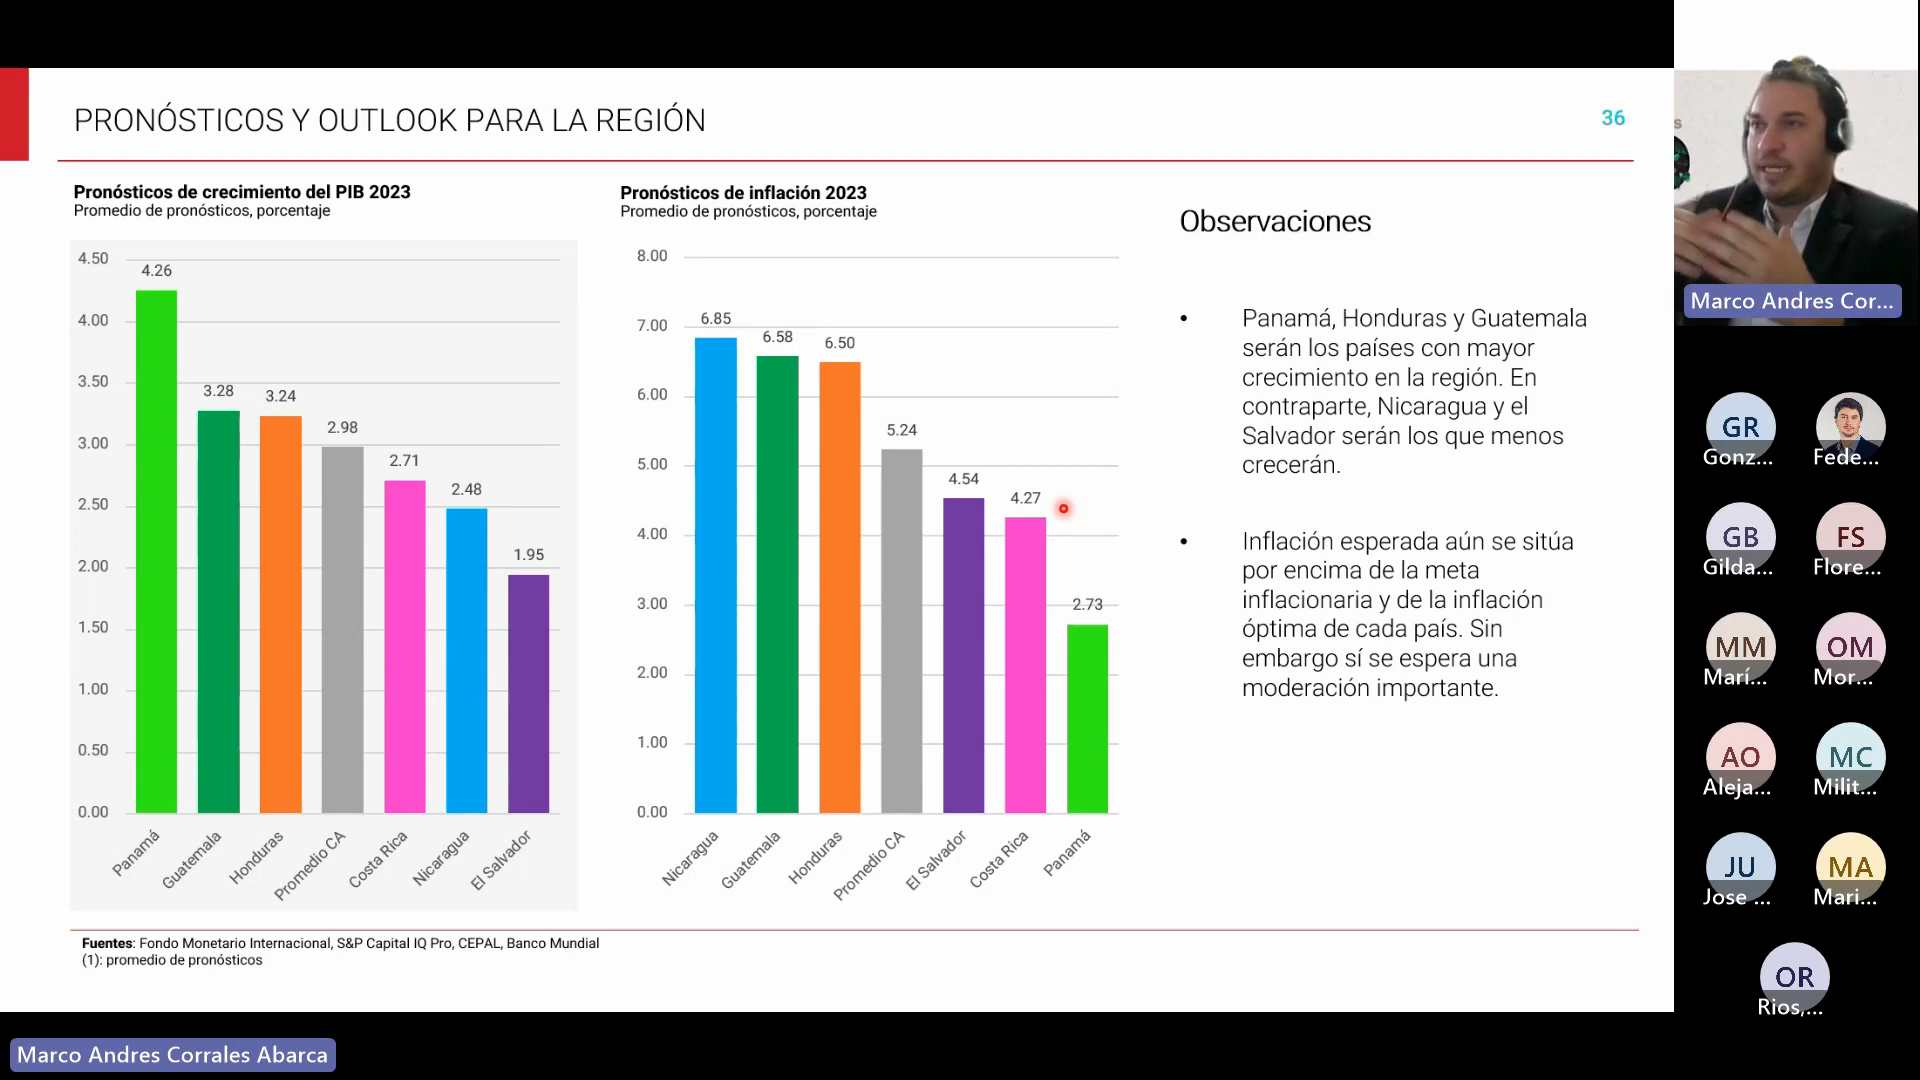 PRONÓSTICOS Y OUTLOOK PARA LA REGIÓN
36
Pronósticos de crecimiento del PIB 2023
Promedio de pronósticos, porcentaje
4.50
4.00
3.50
3.00
2.50
2.00
1.50
1.00
0.50
0.00
4.26
3.28
3.24
2.98
2.71
2.48
1.95
Panamá
Guatemala
Honduras
Promedio CA
Costa Rica
Nicaragua
El Salvador
Pronósticos de inflación 2023
Promedio de pronósticos, porcentaje
8.00
7.00
6.00
5.00
4.00
3.00
2.00
1.00
0.00
6.85
6.58
6.50
5.24
4.54
4.27
2.73
Nicaragua
Guatemala
Honduras
Promedio CA
El Salvador
Costa Rica
Panamá
Observaciones
• Panamá, Honduras y Guatemala
serán los países con mayor
crecimiento en la región. En
contraparte, Nicaragua y el
Salvador serán los que menos
crecerán.
• Inflación esperada aún se sitúa
por encima de la meta
inflacionaria y de la inflación
óptima de cada país. Sin
embargo sí se espera una
moderación importante.
Fuentes: Fondo Monetario Internacional, S&P Capital IQ Pro, CEPAL, Banco Mundial
(1): promedio de pronósticos
Marco Andres Corrales Abarca
s
Marco Andres Cor...
GR
Gonz...
Fede...
GB
Gilda...
FS
Flore...
MM
Marí...
OM
Mor...
AO
Aleja...
MC
Milit...
JU
Jose ...
MA
Mari...
OR
Rios,...